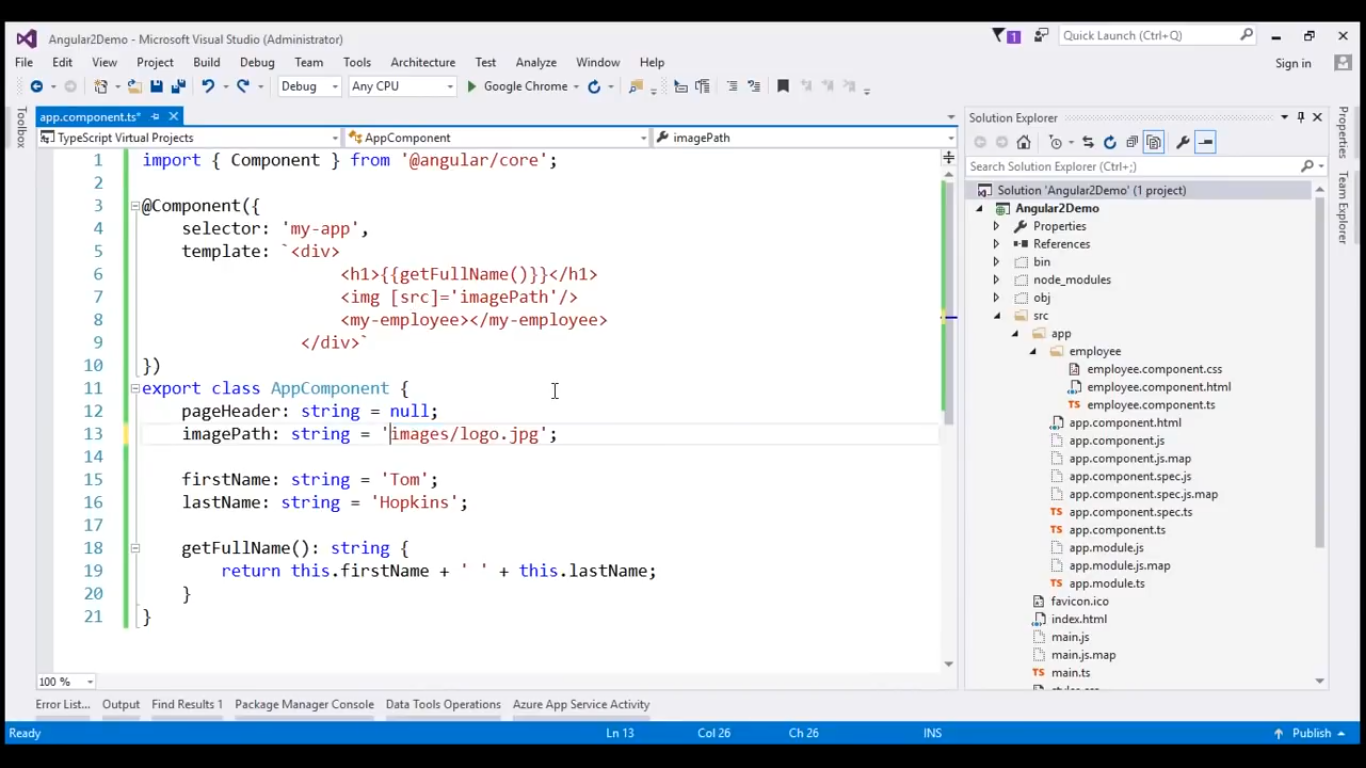 Angular2Demo - Microsoft Visual Studio (Administrator)
1
Quick Launch (Ctrl+Q)
File Edit View Project Build Debug Team Tools Architecture Test Analyze Window Help
Sign in
Debug Any CPU Google Chrome
Toolbox
app.component.ts*
TypeScript Virtual Projects AppComponent imagePath
1 import { Component } from '@angular/core';
2
3 @Component({
4 selector: 'my-app',
5 template: `<div>
6 <h1>{{getFullName()}}</h1>
7 <img [src]='imagePath'/>
8 <my-employee></my-employee>
9 </div>`
10 })
11 export class AppComponent {
12 pageHeader: string = null;
13 imagePath: string = 'images/logo.jpg';
14
15 firstName: string = 'Tom';
16 lastName: string = 'Hopkins';
17
18 getFullName(): string {
19 return this.firstName + ' ' + this.lastName;
20 }
21 }
100 %
Solution Explorer
Search Solution Explorer (Ctrl+;)
Solution 'Angular2Demo' (1 project)
Angular2Demo
Properties
References
bin
node_modules
obj
src
app
employee
employee.component.css
employee.component.html
TS employee.component.ts
app.component.html
app.component.js
app.component.js.map
app.component.spec.js
app.component.spec.js.map
TS app.component.spec.ts
TS app.component.ts
app.module.js
app.module.js.map
TS app.module.ts
favicon.ico
index.html
main.js
main.js.map
TS main.ts
Properties
Team Explorer
Error List... Output Find Results 1 Package Manager Console Data Tools Operations Azure App Service Activity
Ready Ln 13 Col 26 Ch 26 INS Publish